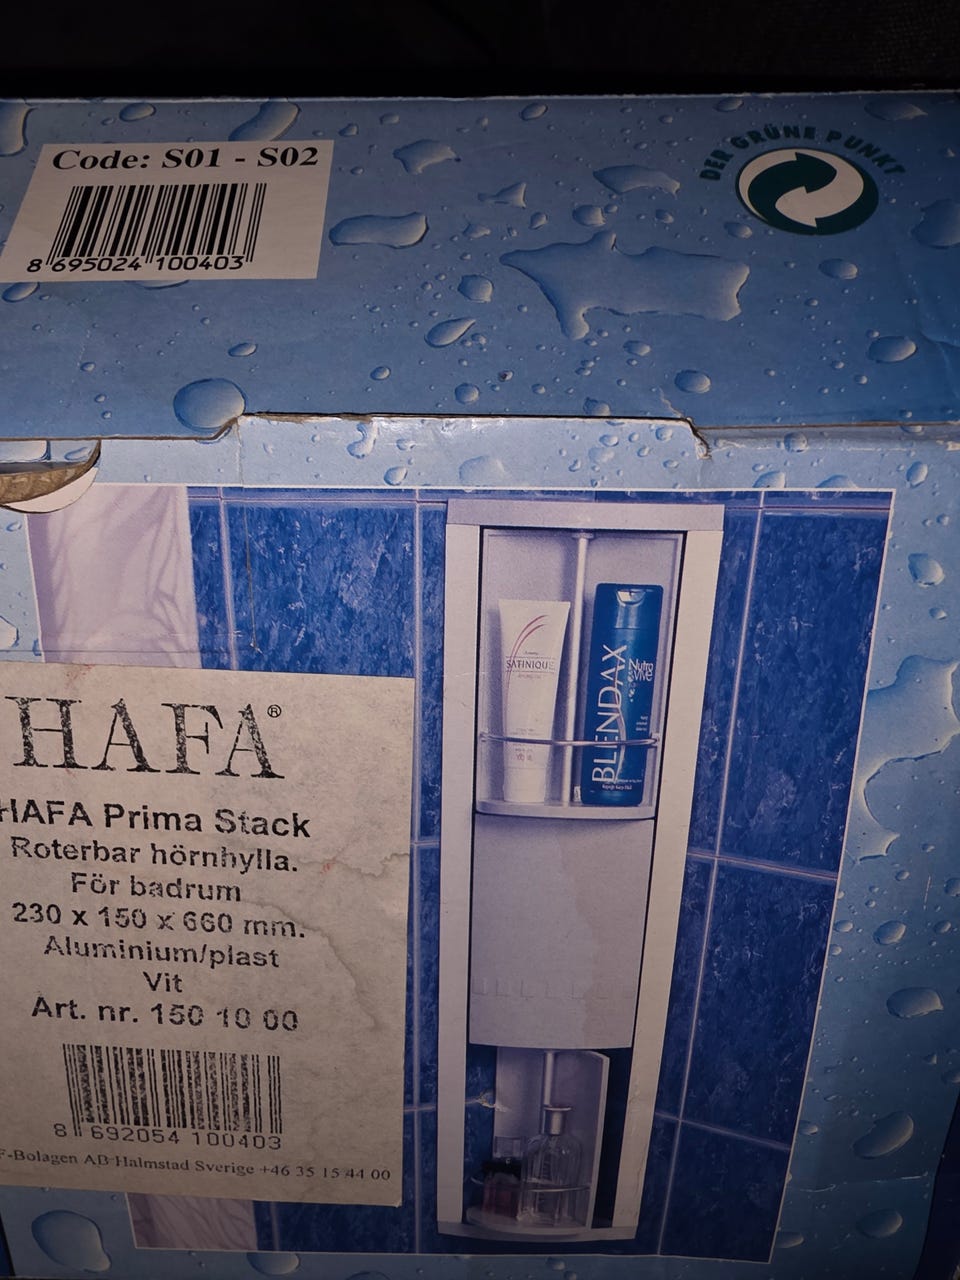 Code: S01 - S02
8 695024 100403
DER GRÜNE PUNKT
SATINIQUE
BLENDAX
Nutro
Vive
HAFA®
HAFA Prima Stack
Roterbar hörnhylla.
För badrum
230 x 150 x 660 mm.
Aluminium/plast
Vit
Art. nr. 150 10 00
8 692054 100403
F-Bolagen AB Halmstad Sverige +46 35 15 44 00